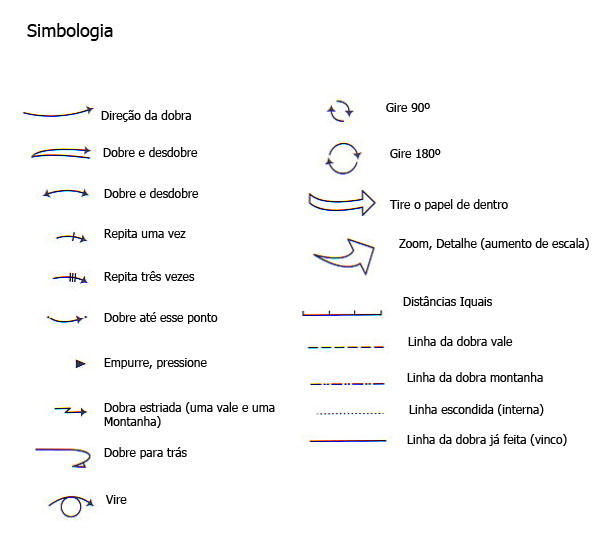 Simbologia
Direção da dobra
Dobre e desdobre
Dobre e desdobre
Repita uma vez
Repita três vezes
Dobre até esse ponto
Empurre, pressione
Dobra estriada (uma vale e uma
Montanha)
Dobre para trás
Vire
Gire 90º
Gire 180º
Tire o papel de dentro
Zoom, Detalhe (aumento de escala)
Distâncias Iquais
Linha da dobra vale
Linha da dobra montanha
Linha escondida (interna)
Linha da dobra já feita (vinco)